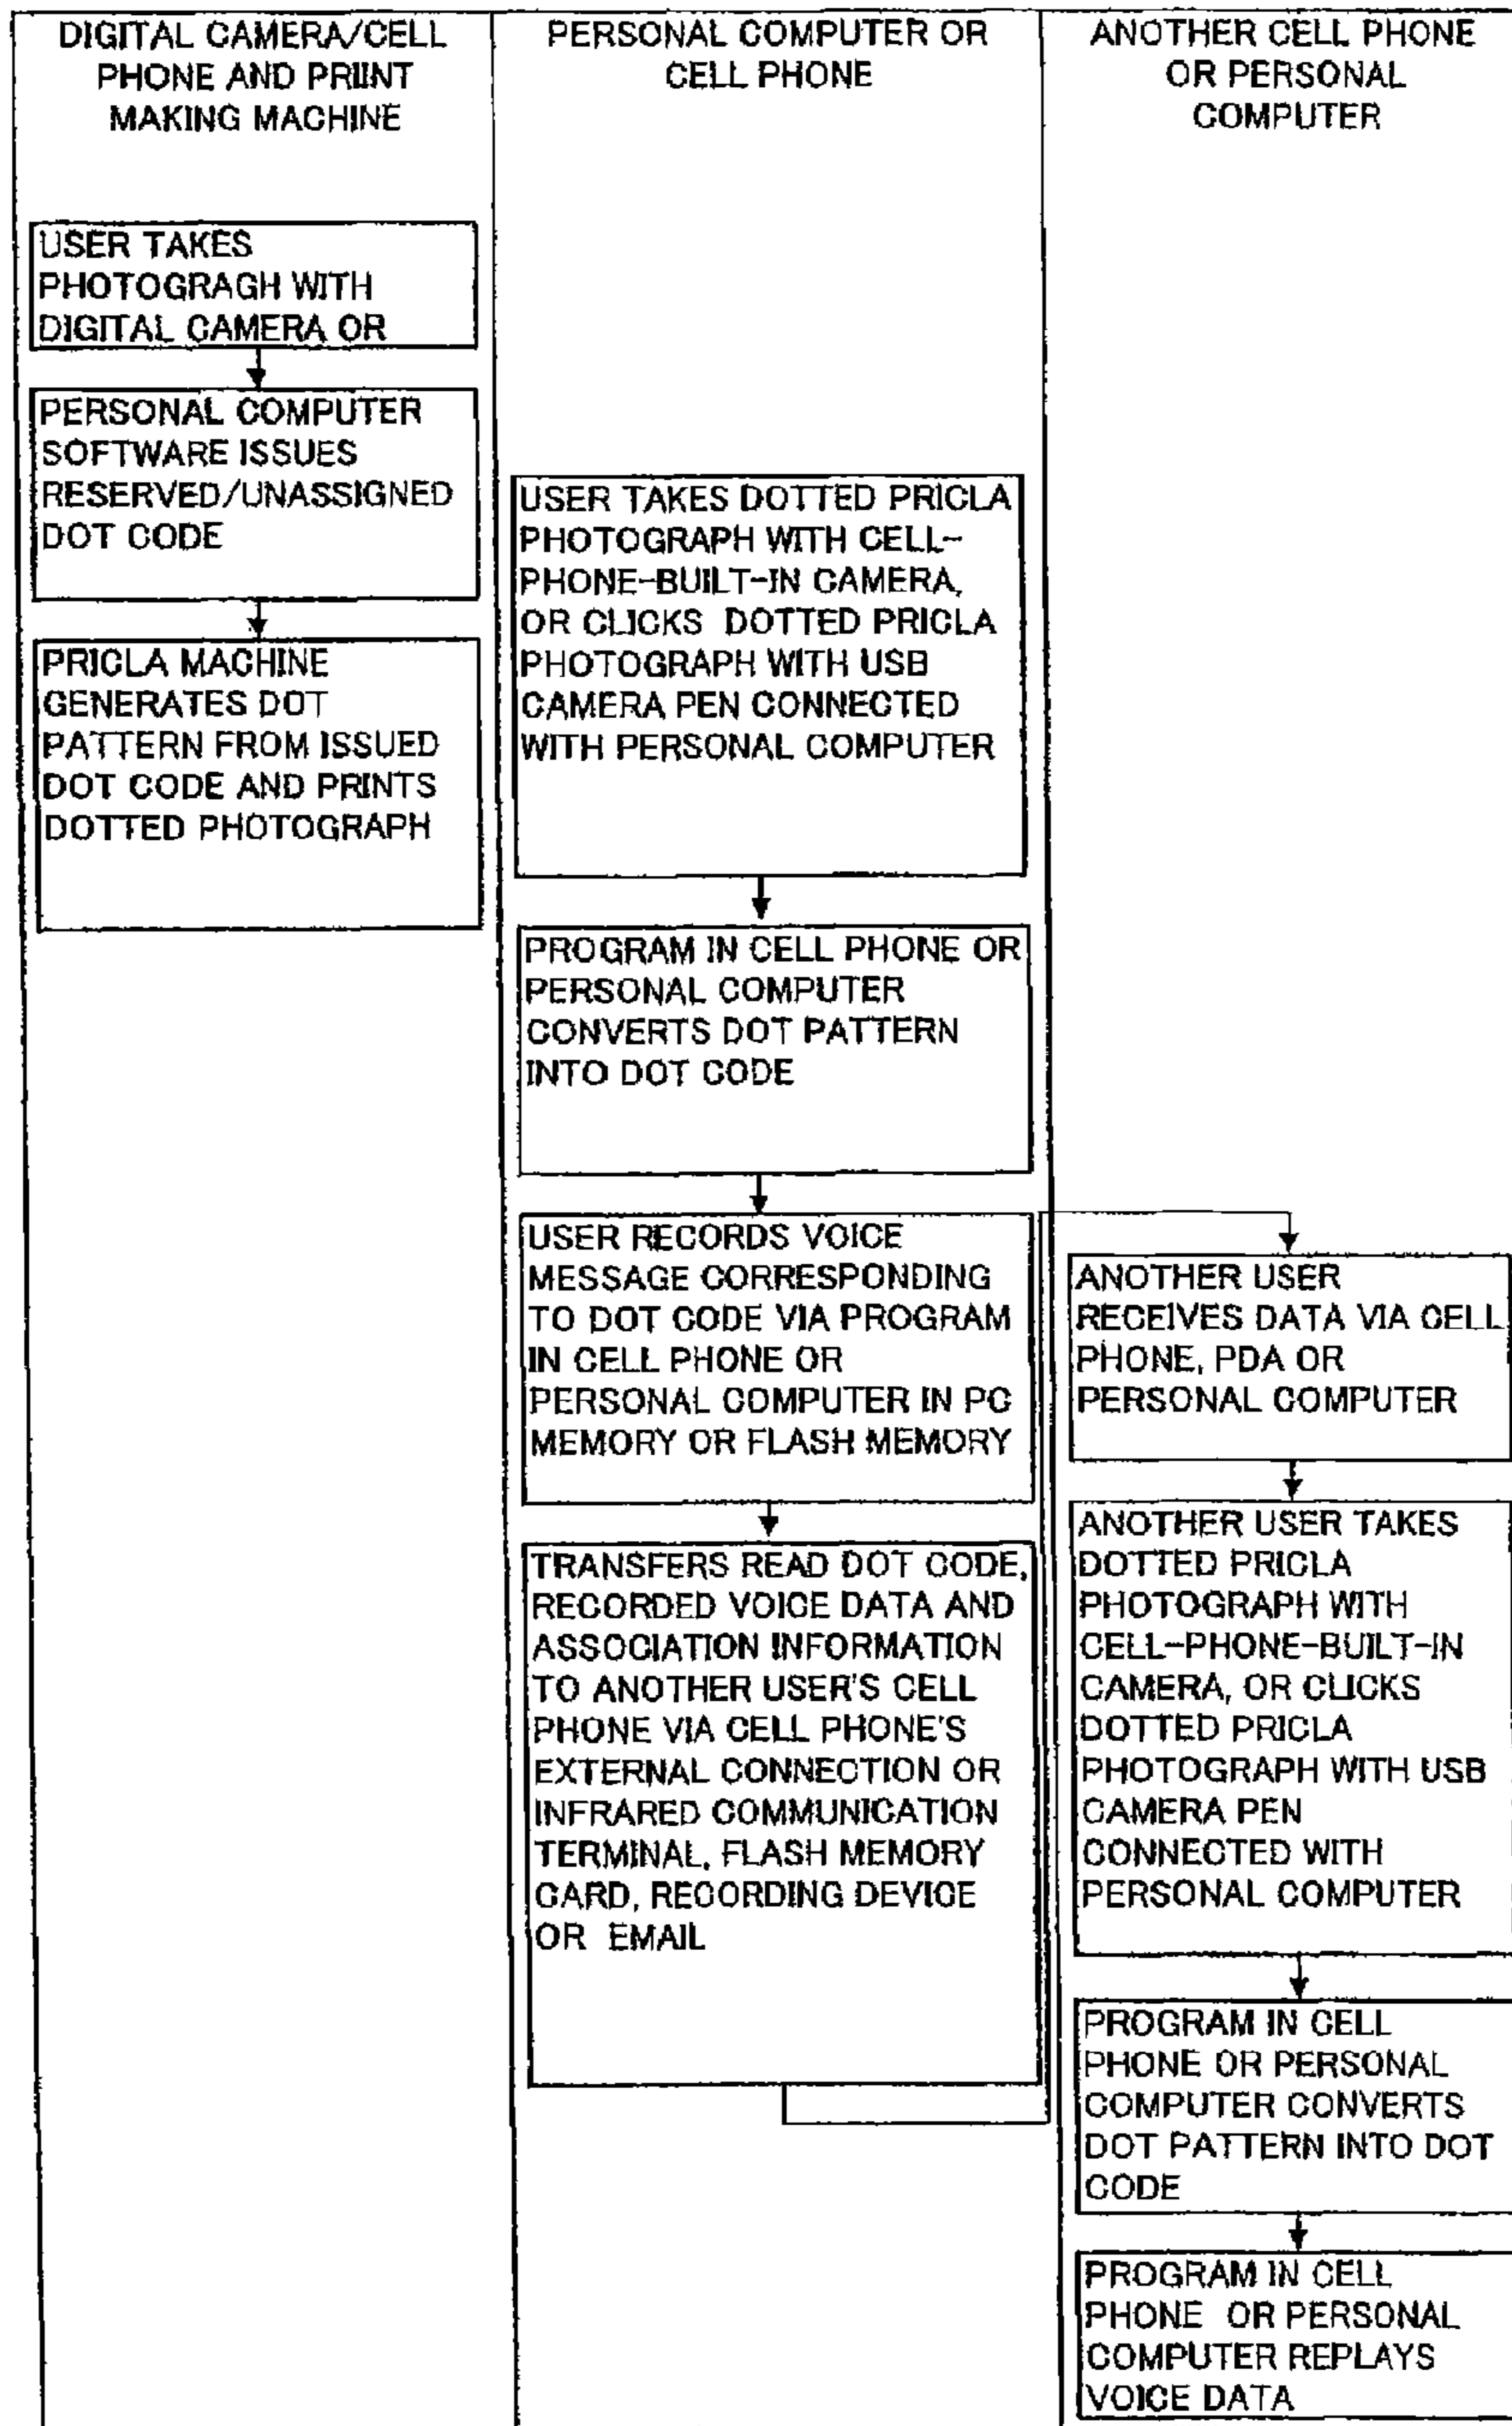 DIGITAL CAMERA/CELL
PHONE AND PRIINT
MAKING MACHINE
PERSONAL COMPUTER OR
CELL PHONE
ANOTHER CELL PHONE
OR PERSONAL
COMPUTER
USER TAKES
PHOTOGRAGH WITH
DIGITAL CAMERA OR
PERSONAL COMPUTER
SOFTWARE ISSUES
RESERVED/UNASSIGNED
DOT CODE
PRICLA MACHINE
GENERATES DOT
PATTERN FROM ISSUED
DOT CODE AND PRINTS
DOTTED PHOTOGRAPH
USER TAKES DOTTED PRICLA
PHOTOGRAPH WITH CELL-
PHONE-BUILT-IN CAMERA,
OR CLICKS DOTTED PRICLA
PHOTOGRAPH WITH USB
CAMERA PEN CONNECTED
WITH PERSONAL COMPUTER
PROGRAM IN CELL PHONE OR
PERSONAL COMPUTER
CONVERTS DOT PATTERN
INTO DOT CODE
USER RECORDS VOICE
MESSAGE CORRESPONDING
TO DOT CODE VIA PROGRAM
IN CELL PHONE OR
PERSONAL COMPUTER IN PC
MEMORY OR FLASH MEMORY
TRANSFERS READ DOT CODE,
RECORDED VOICE DATA AND
ASSOCIATION INFORMATION
TO ANOTHER USER'S CELL
PHONE VIA CELL PHONE'S
EXTERNAL CONNECTION OR
INFRARED COMMUNICATION
TERMINAL, FLASH MEMORY
CARD, RECORDING DEVICE
OR EMAIL
ANOTHER USER
RECEIVES DATA VIA CELL
PHONE, PDA OR
PERSONAL COMPUTER
ANOTHER USER TAKES
DOTTED PRICLA
PHOTOGRAPH WITH
CELL-PHONE-BUILT-IN
CAMERA, OR CLICKS
DOTTED PRICLA
PHOTOGRAPH WITH USB
CAMERA PEN
CONNECTED WITH
PERSONAL COMPUTER
PROGRAM IN CELL
PHONE OR PERSONAL
COMPUTER CONVERTS
DOT PATTERN INTO DOT
CODE
PROGRAM IN CELL
PHONE OR PERSONAL
COMPUTER REPLAYS
VOICE DATA